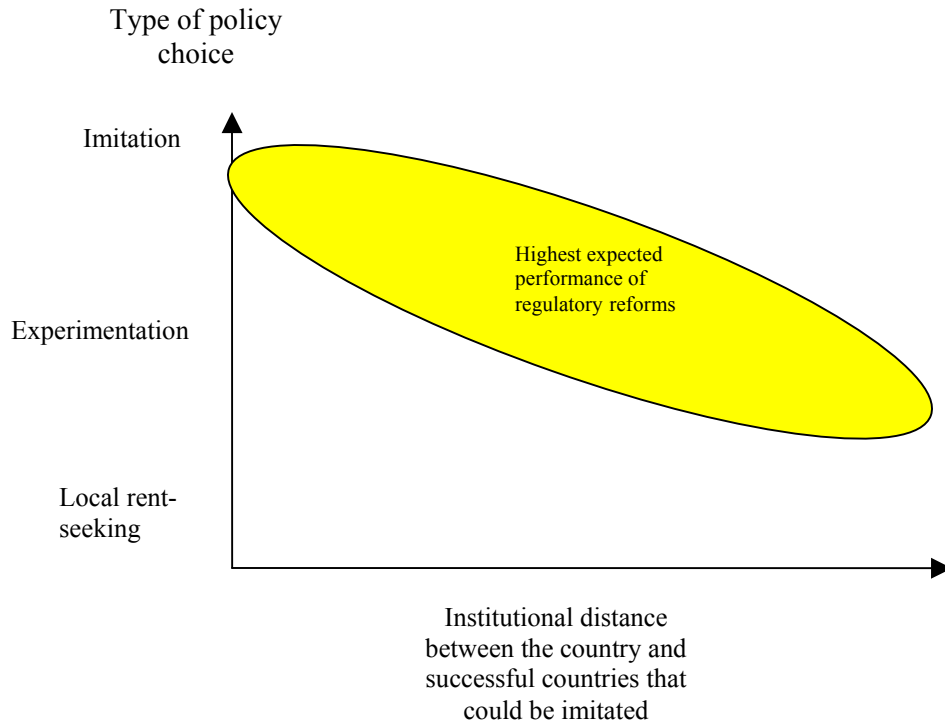 Type of policy
choice
Imitation
Highest expected
performance of
regulatory reforms
Experimentation
Local rent-
seeking
Institutional distance
between the country and
successful countries that
could be imitated